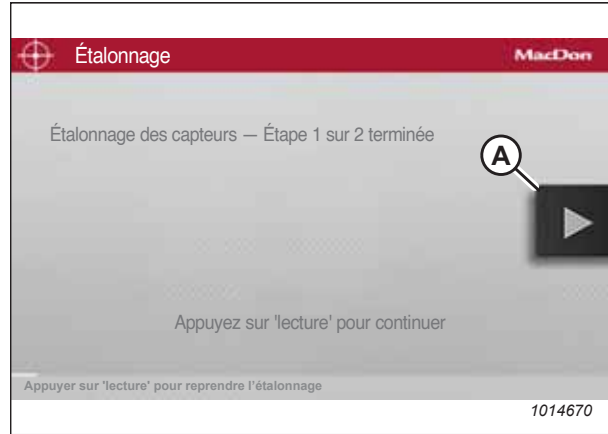 Étalonnage
MacDon
Étalonnage des capteurs — Étape 1 sur 2 terminée
A
Appuyez sur 'lecture' pour continuer
Appuyer sur 'lecture' pour reprendre l'étalonnage
1014670